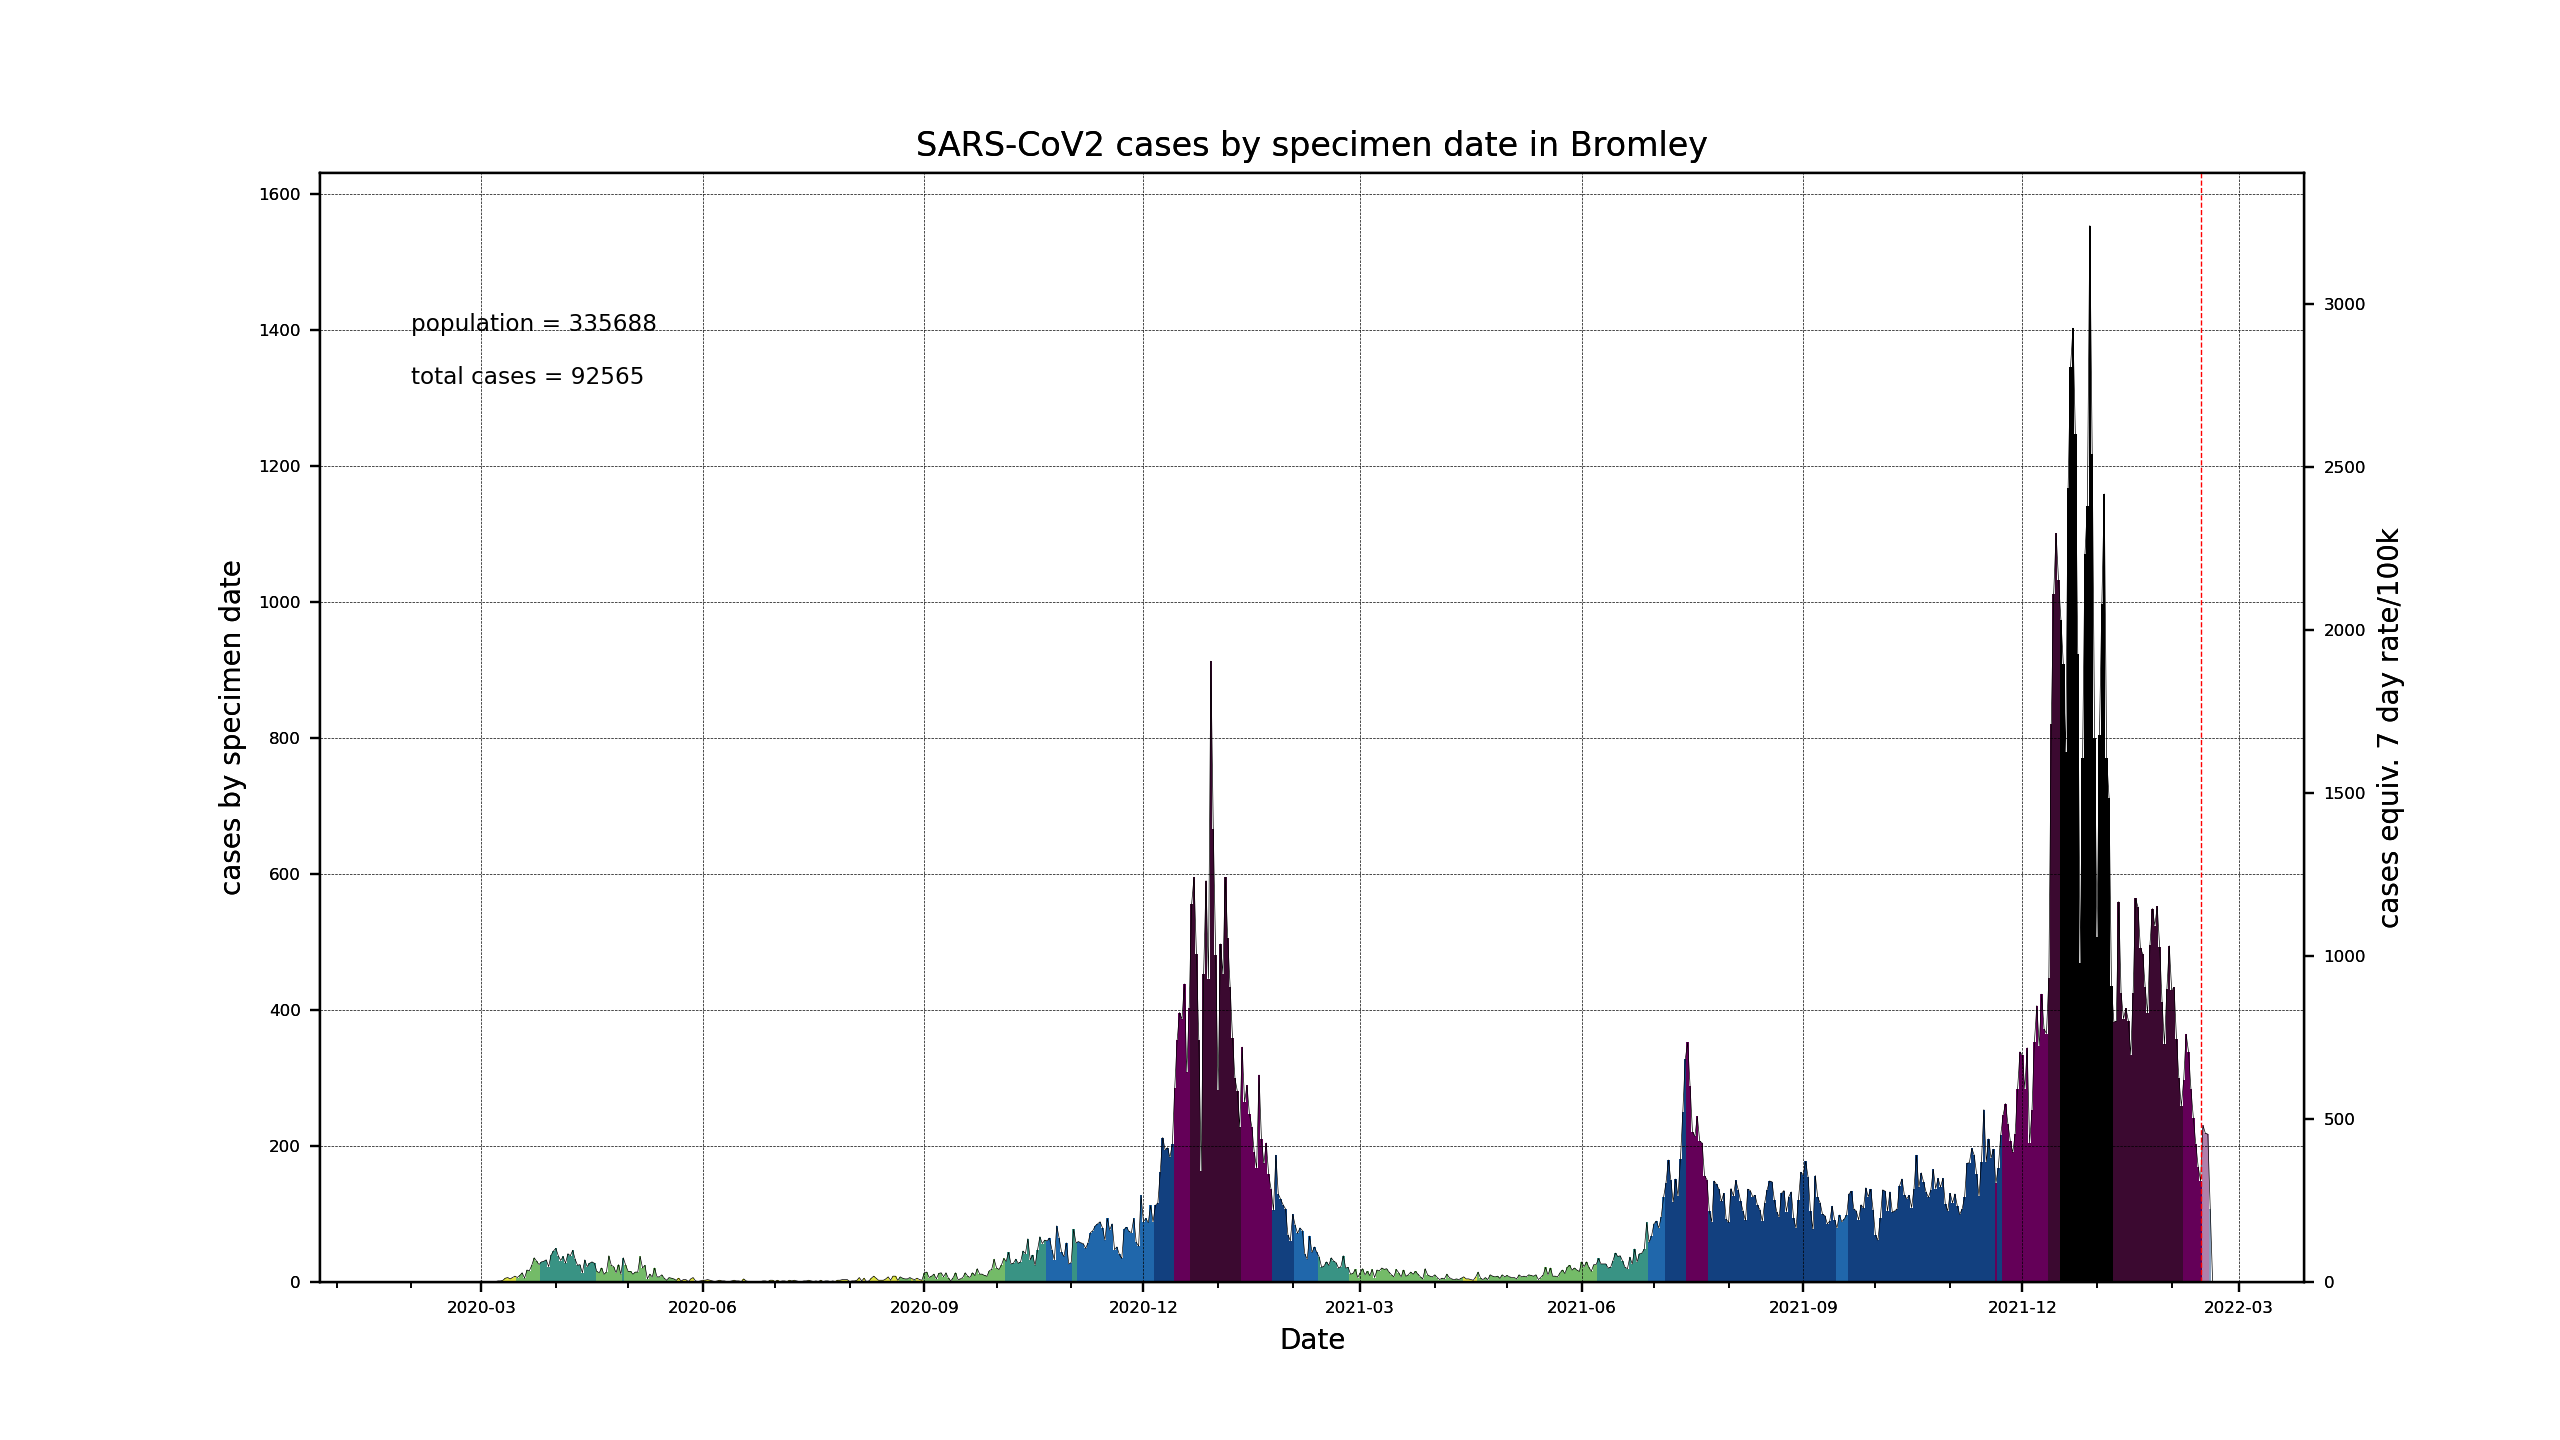 SARS-CoV2 cases by specimen date in Bromley
population = 335688
total cases = 92565
cases by specimen date
1600
1400
1200
1000
800
600
400
200
0
3000
2500
2000
1500
1000
500
0
cases equiv. 7 day rate/100k
2020-03 2020-06 2020-09 2020-12 2021-03 2021-06 2021-09 2021-12 2022-03
Date